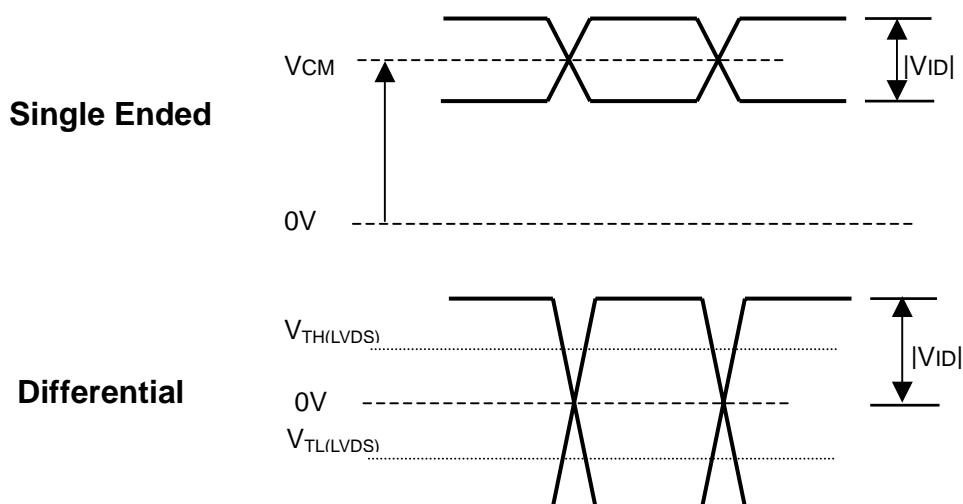 VCM
|VID|
Single Ended
0V
VTH(LVDS)
|VID|
Differential
0V
VTL(LVDS)